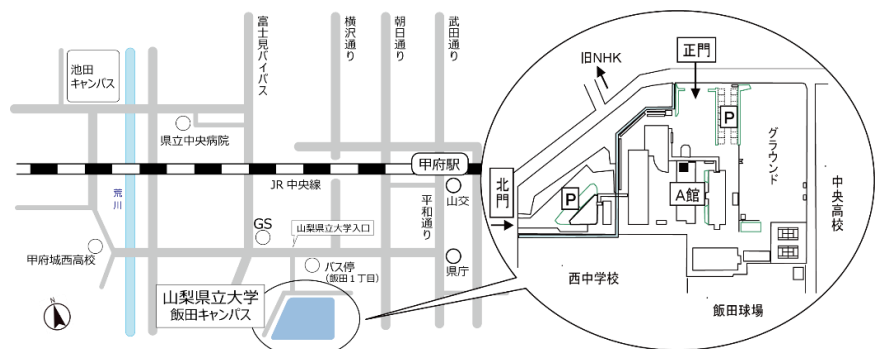 池田
キャンパス
県立中央病院
富士見バイパス
横沢通り
朝日通り
武田通り
甲府駅
JR 中央線
荒川
山交
平和通り
GS
山梨県立大学入口
甲府城西高校
バス停
(飯田1丁目)
県庁
N
山梨県立大学
飯田キャンパス
旧NHK
正門
P
グラウンド
北門
P
A館
中央高校
西中学校
飯田球場